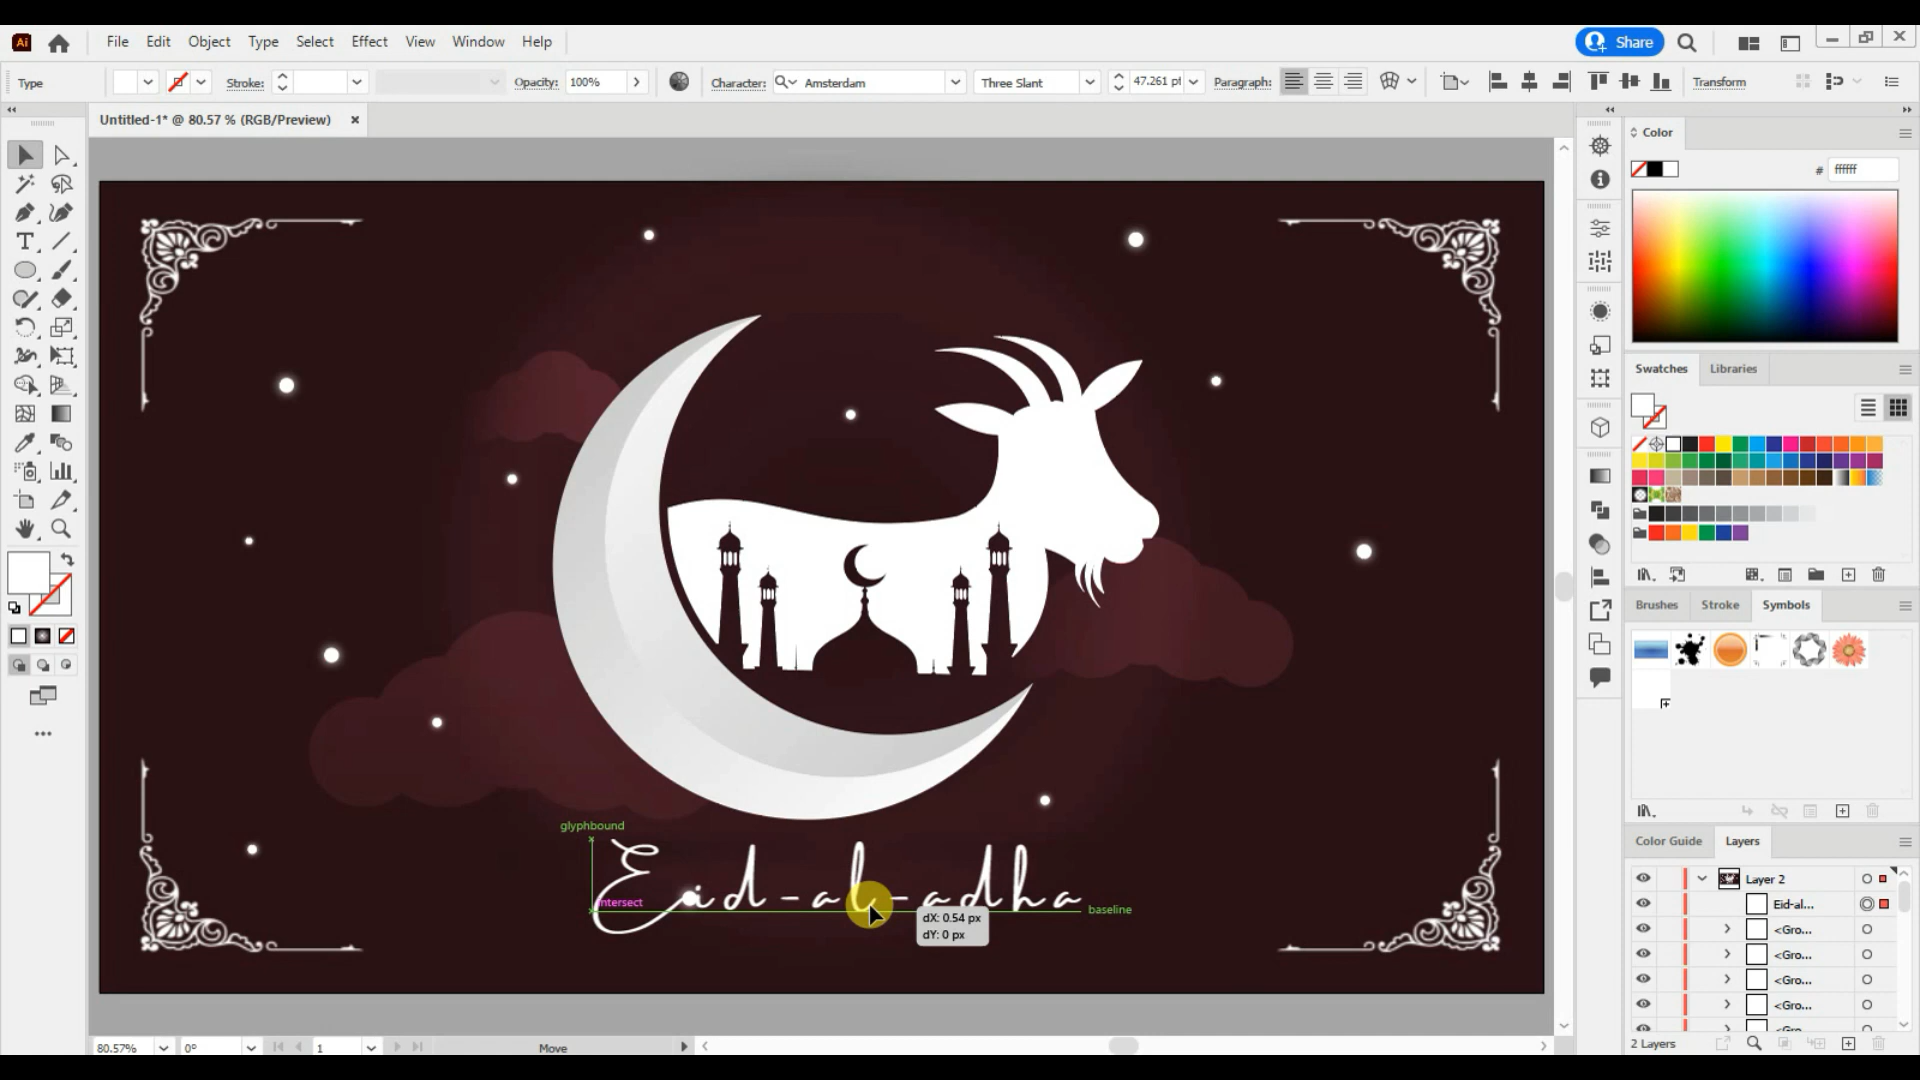 Ai File Edit Object Type Select Effect View Window Help Share
Type Stroke: Opacity: 100% Character: Amsterdam Three Slant 47.261 pt Paragraph: Transform
Untitled-1* @ 80.57 % (RGB/Preview)
Color
# ffffff
Swatches Libraries
Brushes Stroke Symbols
glyphbound
Eid-al-adha
intersect
baseline
dX: 0.54 px
dY: 0 px
Color Guide Layers
Layer 2
Eid-al...
<Gro...
<Gro...
<Gro...
<Gro...
2 Layers
80.57% 0° 1 Move